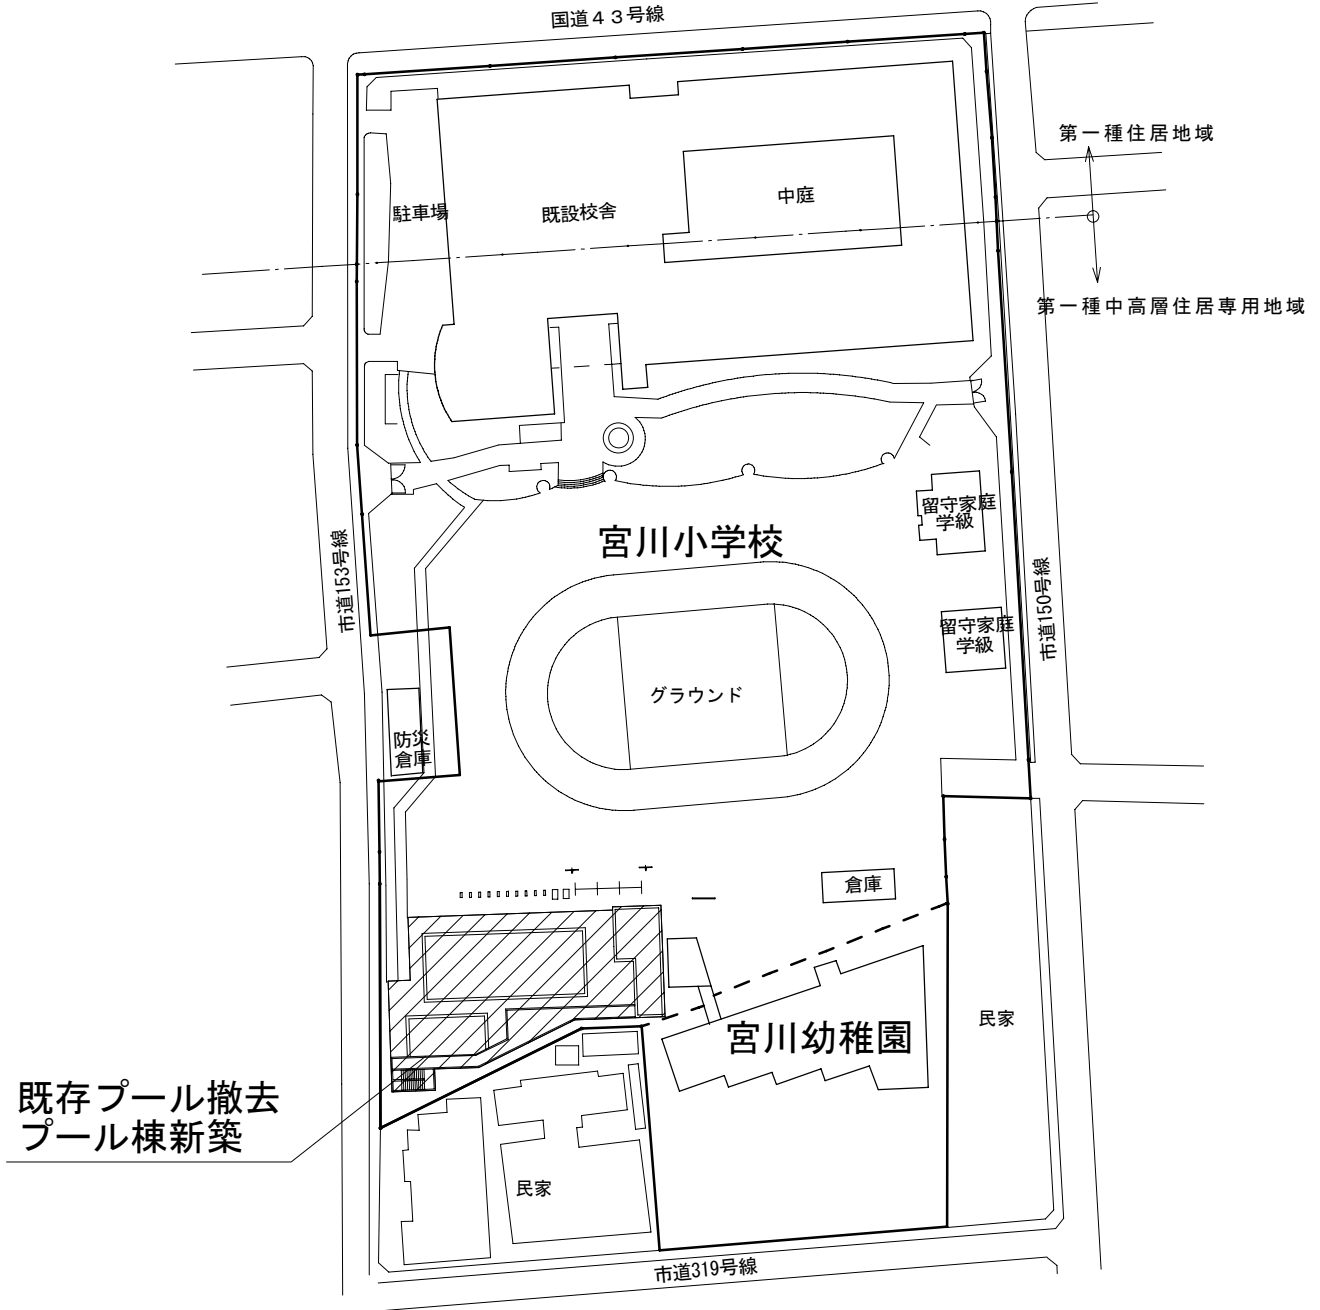 国道４３号線
第一種住居地域
中庭
駐車場
既設校舎
第一種中高層住居専用地域
留守家庭
学級
宮川小学校
市道153号線
市道150号線
留守家庭
学級
グラウンド
防災
倉庫
倉庫
民家
宮川幼稚園
既存プール撤去
プール棟新築
民家
市道319号線